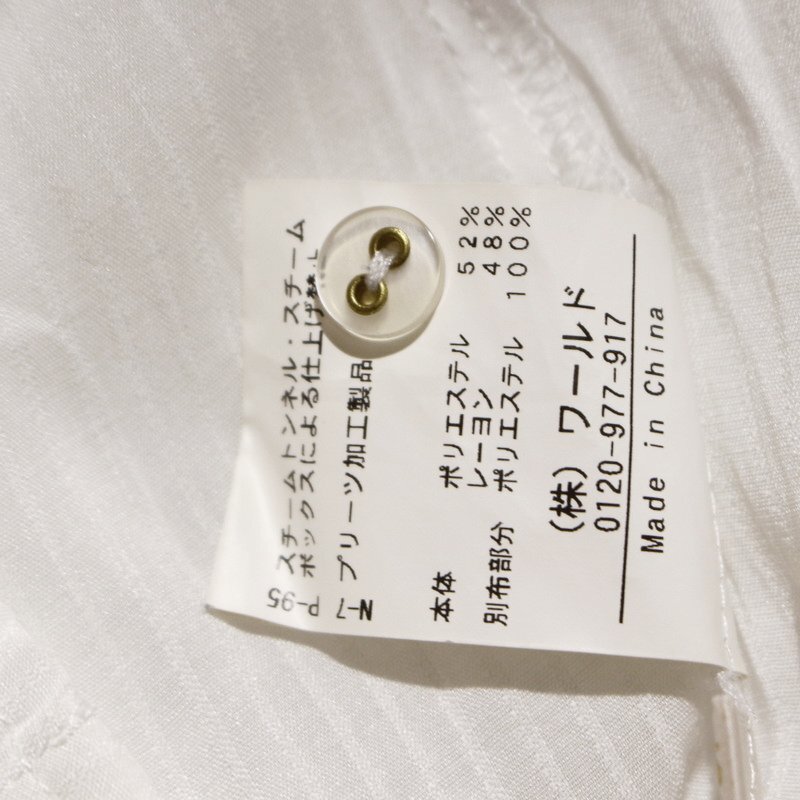 P-95 スチームトンネル・スチーム
ボックスによる仕上げ
N-7 プリーツ加工製品
本体 ポリエステル 52%
レーヨン 48%
別布部分 ポリエステル 100%
(株)ワールド
0120-977-917
Made in China